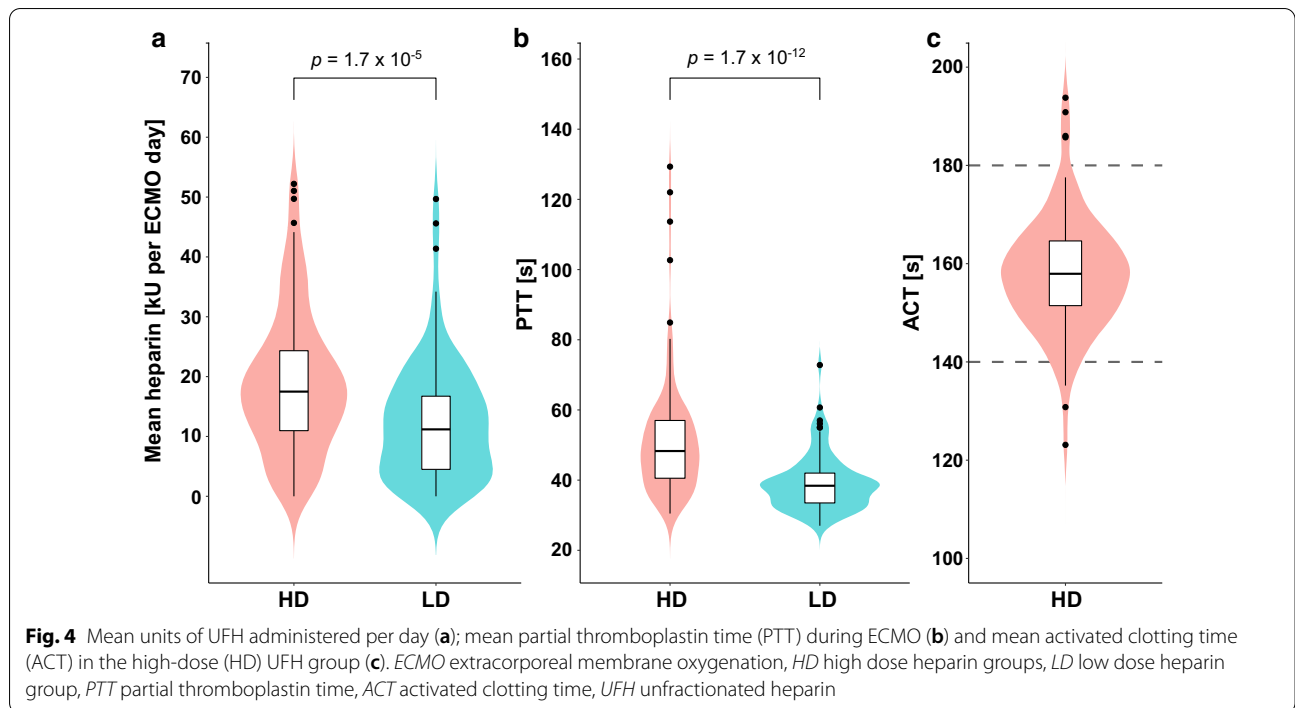 a
p = 1.7 x 10⁻⁵
Mean heparin [kU per ECMO day]
70
60
50
40
30
20
10
0
HD LD
b
p = 1.7 x 10⁻¹²
PTT [s]
160
140
120
100
80
60
40
20
HD LD
c
ACT [s]
200
180
160
140
120
100
HD
Fig. 4 Mean units of UFH administered per day (a); mean partial thromboplastin time (PTT) during ECMO (b) and mean activated clotting time
(ACT) in the high-dose (HD) UFH group (c). ECMO extracorporeal membrane oxygenation, HD high dose heparin groups, LD low dose heparin
group, PTT partial thromboplastin time, ACT activated clotting time, UFH unfractionated heparin